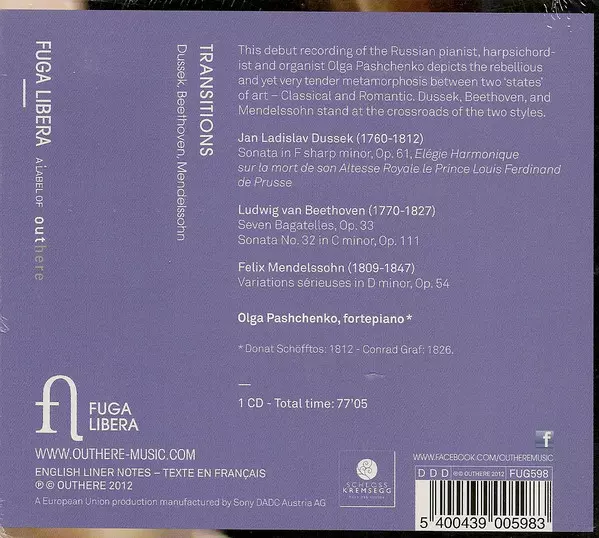 FUGA LIBERA
A LABEL OF outhere
TRANSITIONS
Dussek, Beethoven, Mendelssohn
This debut recording of the Russian pianist, harpsichord-
ist and organist Olga Pashchenko depicts the rebellious
and yet very tender metamorphosis between two ‘states’
of art – Classical and Romantic. Dussek, Beethoven, and
Mendelssohn stand at the crossroads of the two styles.
Jan Ladislav Dussek (1760-1812)
Sonata in F sharp minor, Op. 61, Elégie Harmonique
sur la mort de son Altesse Royale le Prince Louis Ferdinand
de Prusse
Ludwig van Beethoven (1770-1827)
Seven Bagatelles, Op. 33
Sonata No. 32 in C minor, Op. 111
Felix Mendelssohn (1809-1847)
Variations sérieuses in D minor, Op. 54
Olga Pashchenko, fortepiano*
* Donat Schöfftos: 1812 - Conrad Graf: 1826.
1 CD - Total time: 77’05
FUGA
LIBERA
WWW.OUTHERE-MUSIC.COM
ENGLISH LINER NOTES – TEXTE EN FRANÇAIS
℗ © OUTHERE 2012
A European Union production manufactured by Sony DADC Austria AG
SCHLOSS
KREMSEGG
f
WWW.FACEBOOK.COM/OUTHEREMUSIC
D D D ℗ © OUTHERE 2012 FUG598
5 400439 005983